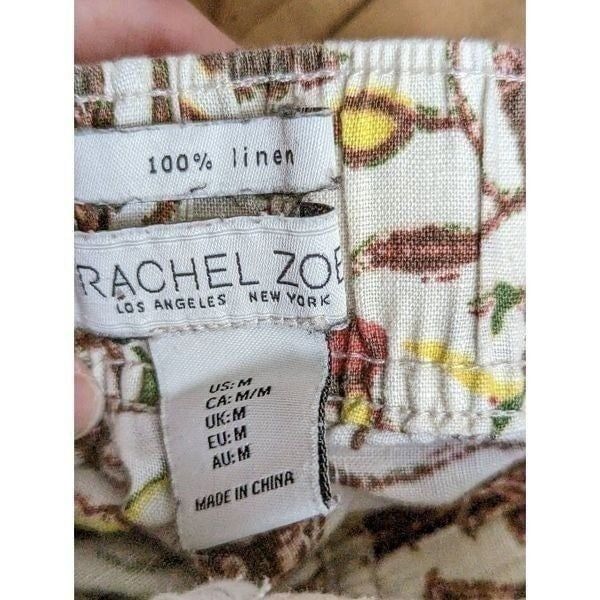 100% linen
RACHEL ZOE
LOS ANGELES NEW YORK
US: M
CA: M/M
UK: M
EU: M
AU: M
MADE IN CHINA